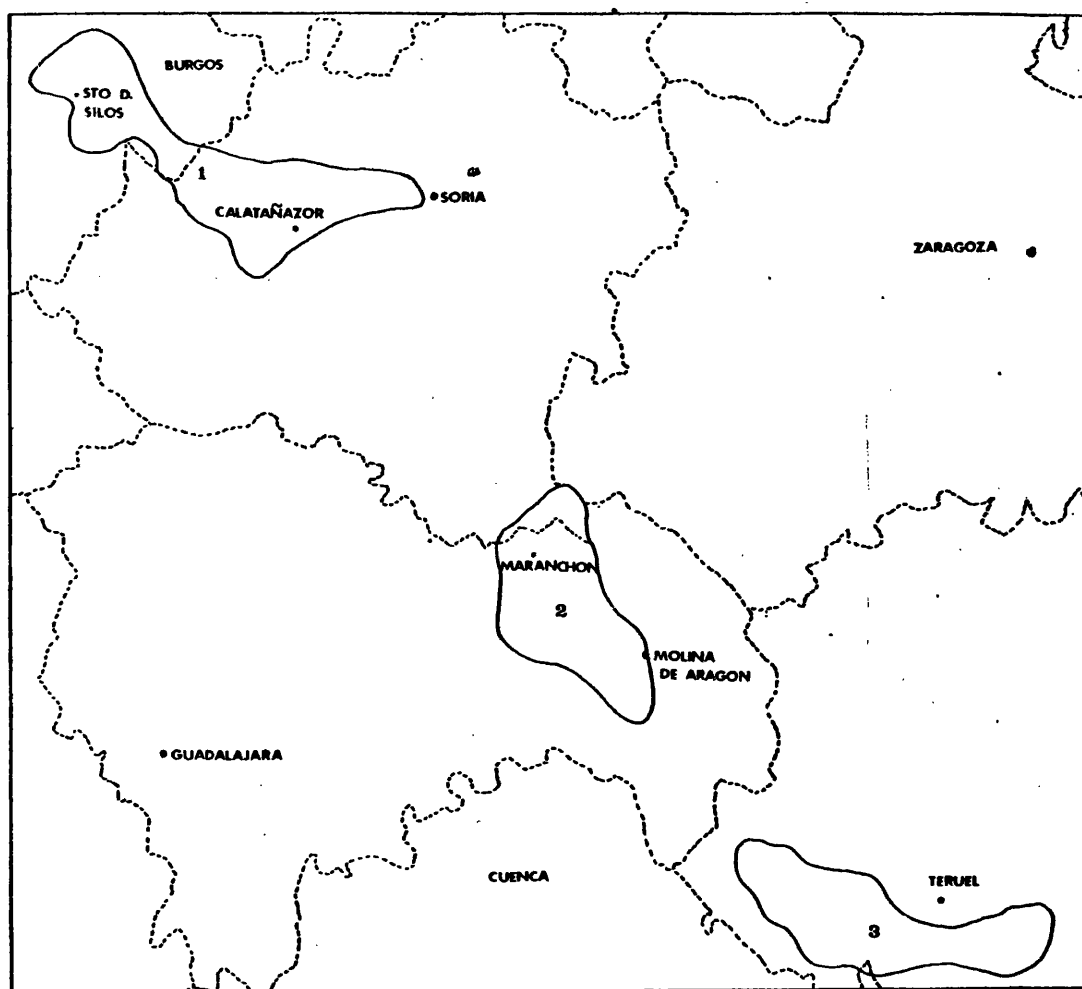 BURGOS
STO D.
SILOS
1
SORIA
CALATAÑAZOR
ZARAGOZA
MARANCHON
2
MOLINA
DE ARAGON
GUADALAJARA
CUENCA
TERUEL
3